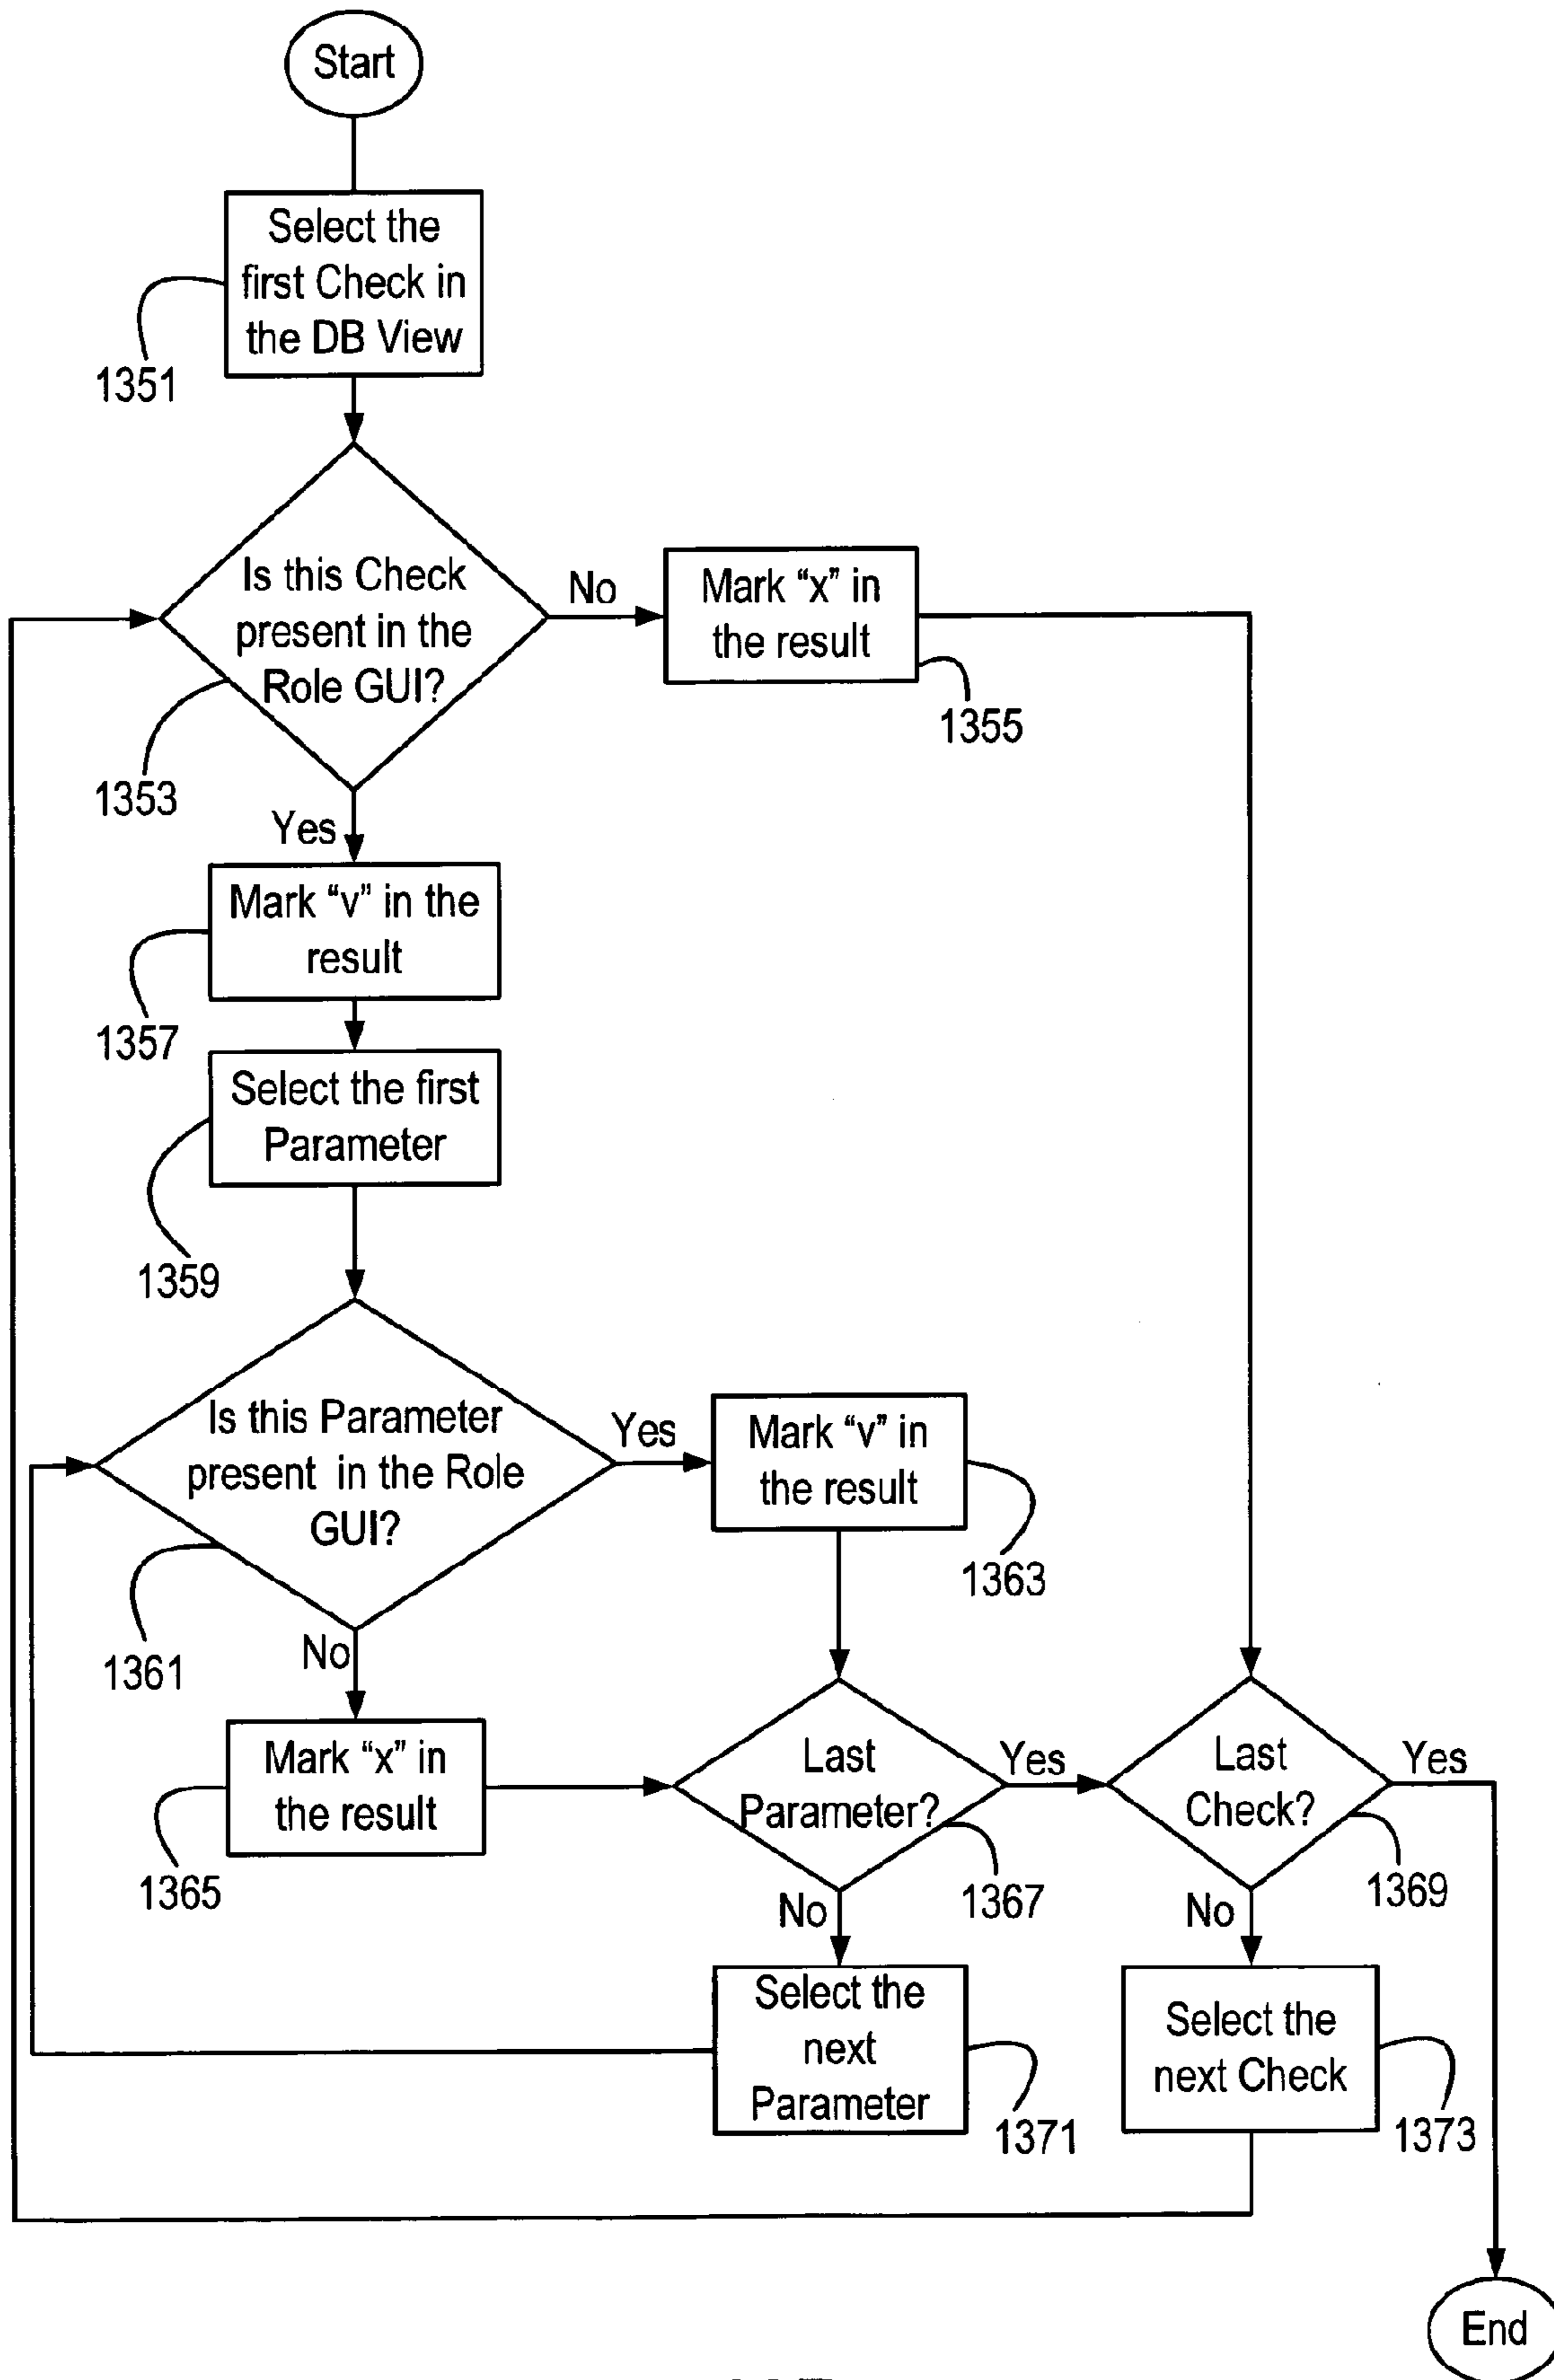 Start
Select the
first Check in
the DB View
1351
Is this Check
present in the
Role GUI?
1353
No
Mark “x” in
the result
1355
Yes
Mark “v” in the
result
1357
Select the first
Parameter
1359
Is this Parameter
present in the Role
GUI?
1361
Yes
Mark “v” in
the result
1363
No
Mark “x” in
the result
1365
Last
Parameter?
1367
Yes
Last
Check?
1369
Yes
No
Select the
next
Parameter
1371
No
Select the
next Check
1373
End